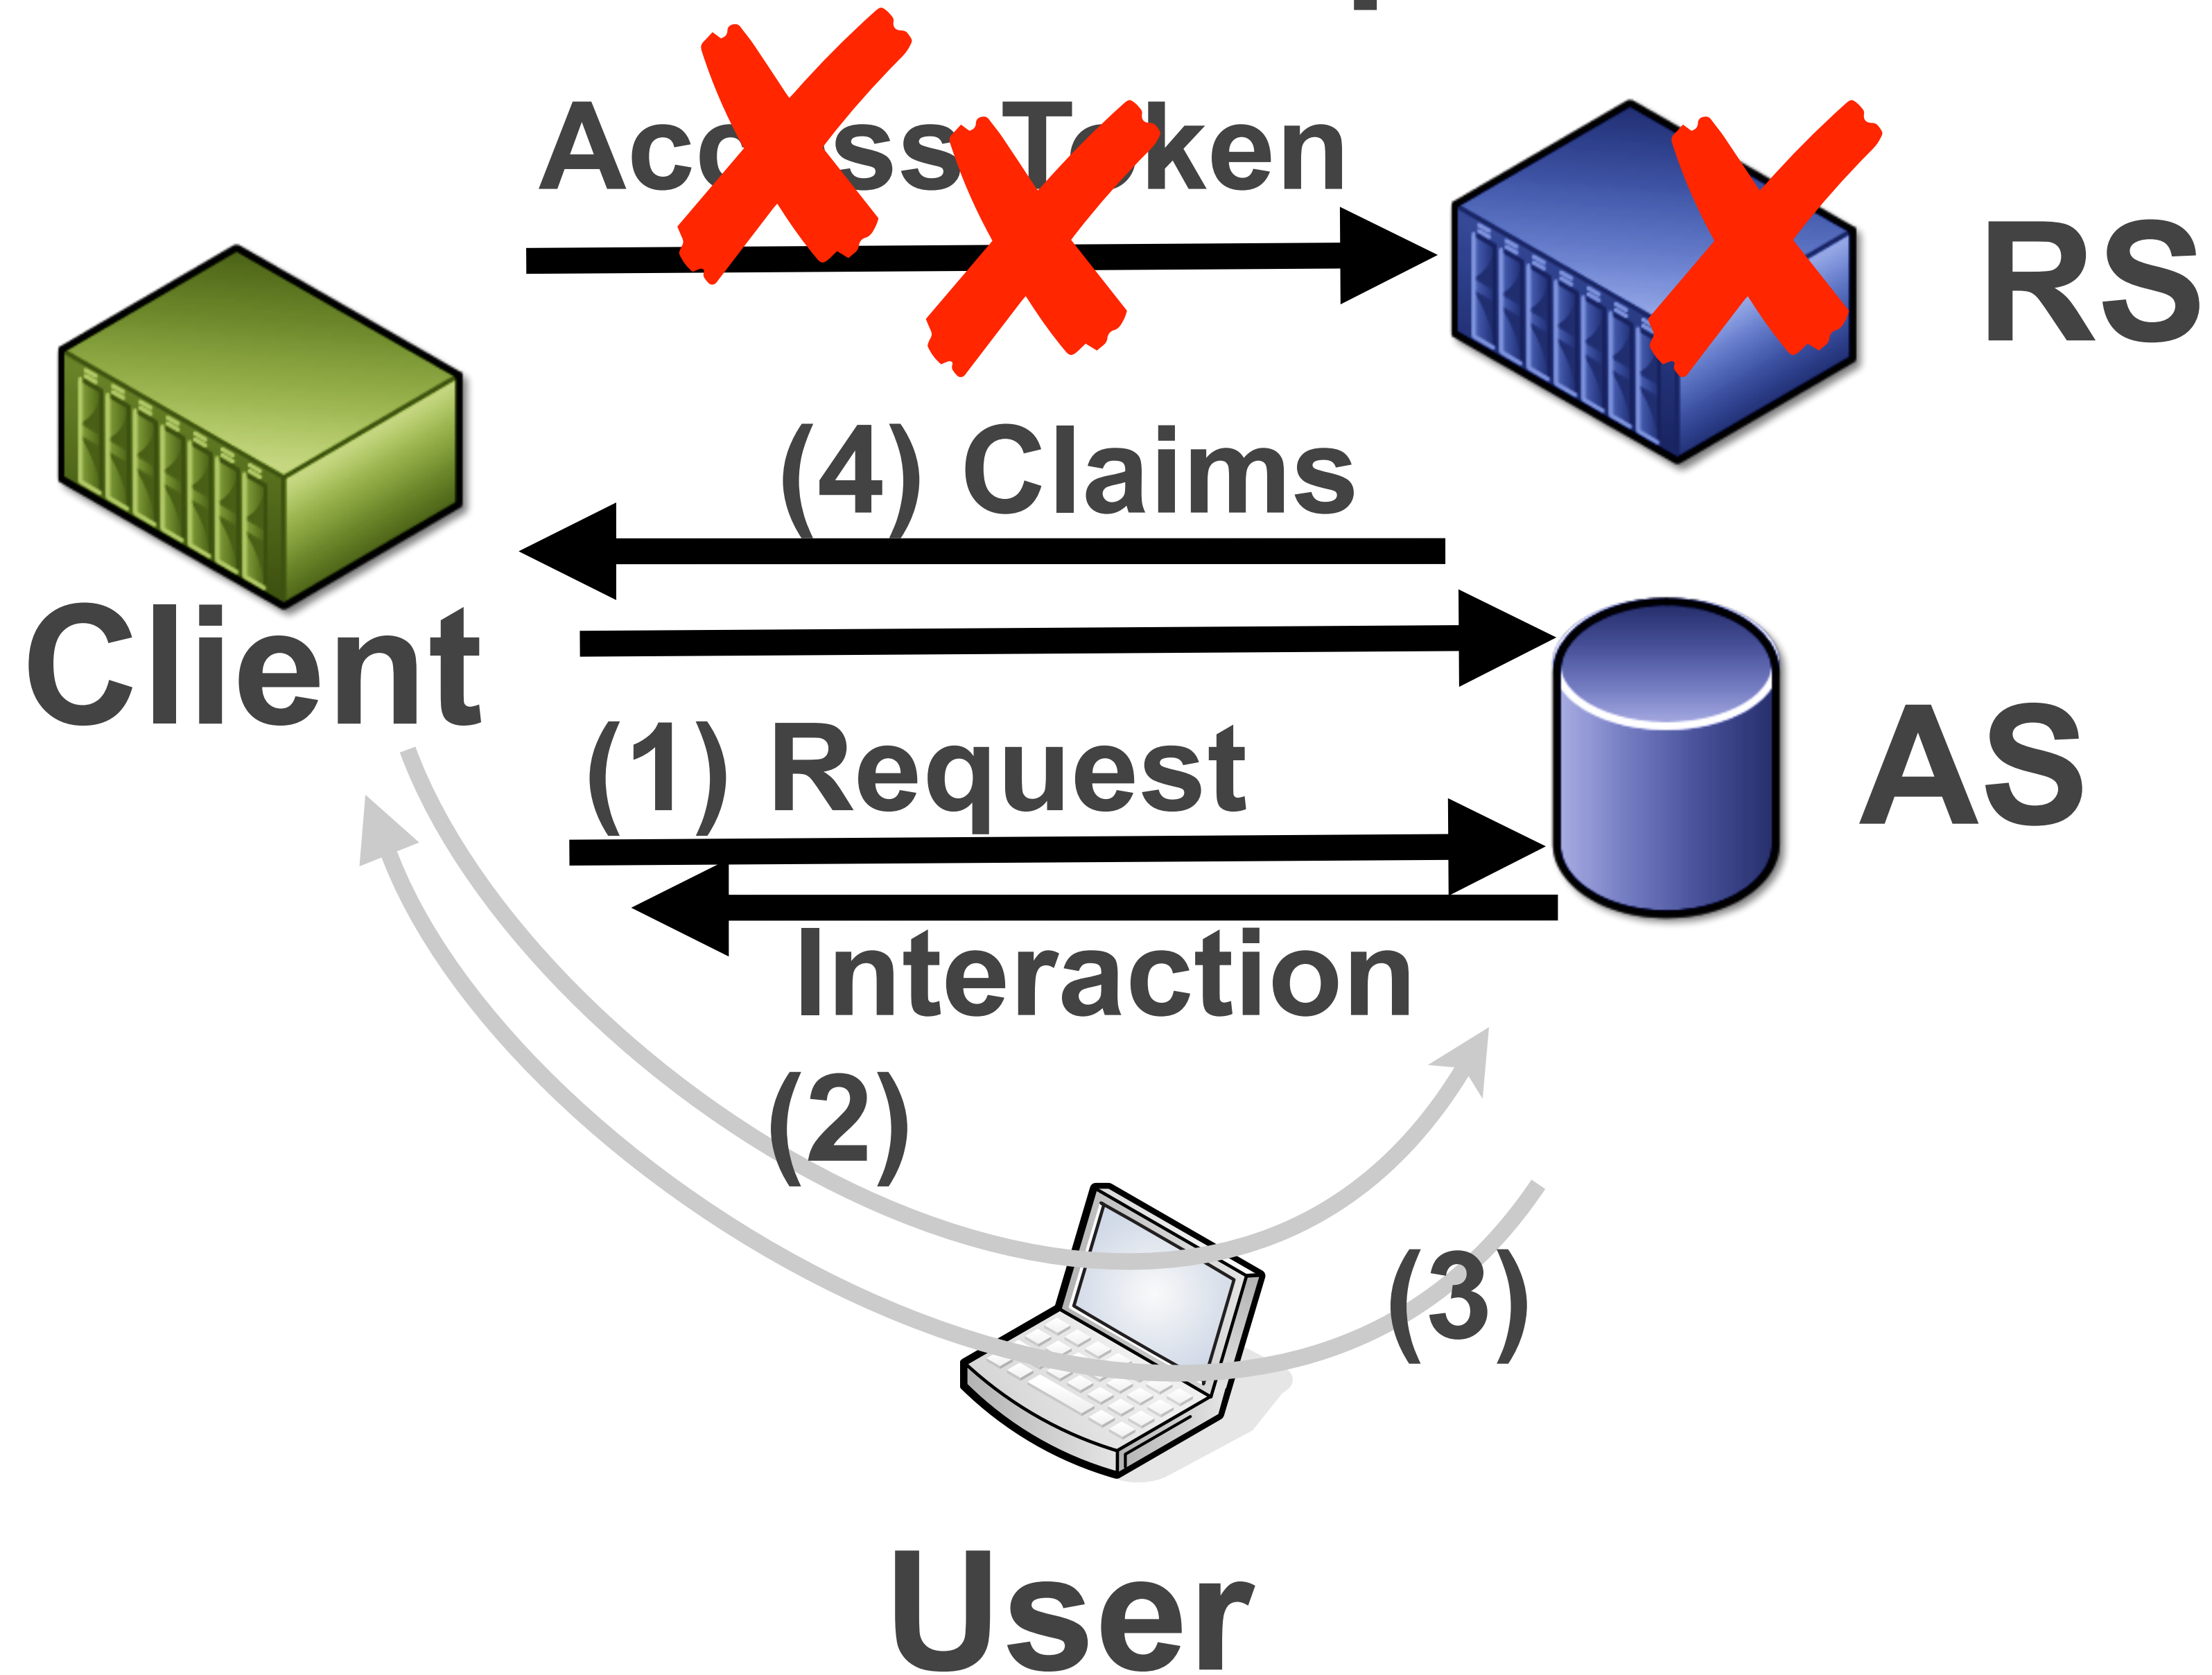 Access Token
RS
(4) Claims
Client
(1) Request
AS
Interaction
(2)
(3)
User